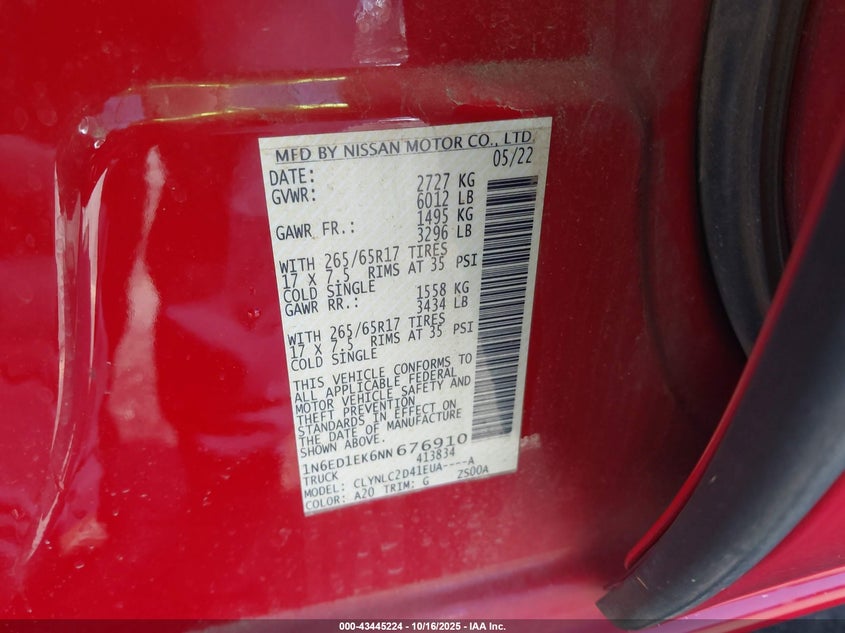 MFD BY NISSAN MOTOR CO., LTD.
DATE: 05/22
GVWR: 2727 KG
6012 LB
GAWR FR.: 1495 KG
3296 LB
WITH 265/65R17 TIRES
17 X 7.5 RIMS AT 35 PSI
COLD SINGLE
GAWR RR.: 1558 KG
3434 LB
WITH 265/65R17 TIRES
17 X 7.5 RIMS AT 35 PSI
COLD SINGLE
THIS VEHICLE CONFORMS TO
ALL APPLICABLE FEDERAL
MOTOR VEHICLE SAFETY AND
THEFT PREVENTION
STANDARDS IN EFFECT ON
THE DATE OF MANUFACTURE
SHOWN ABOVE.
1N6ED1EK6NN676910
TRUCK 413834
MODEL: CLYNLC2D41EUA----A
COLOR: A20 TRIM: G ZS00A
000-43445224 - 10/16/2025 - IAA Inc.